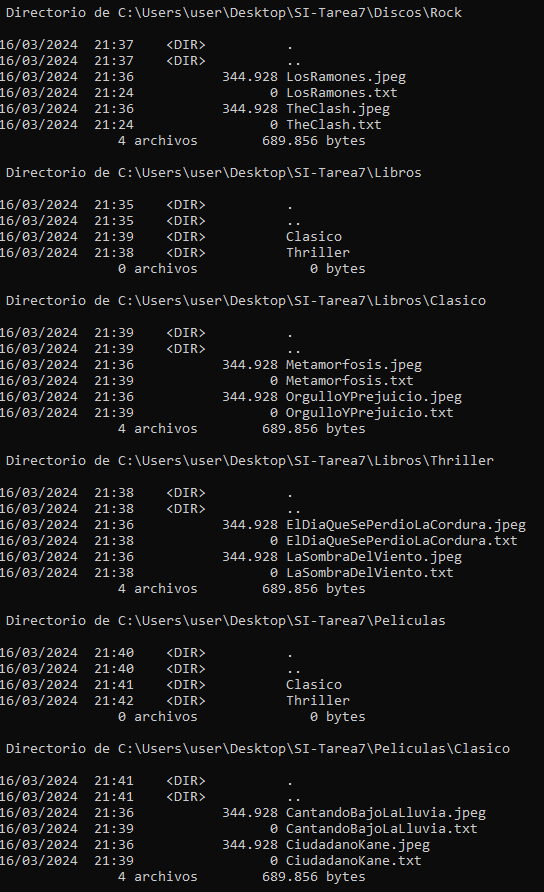 Directorio de C:\Users\user\Desktop\SI-Tarea7\Discos\Rock
16/03/2024  21:37    <DIR>          .
16/03/2024  21:37    <DIR>          ..
16/03/2024  21:36           344.928 LosRamones.jpeg
16/03/2024  21:24                 0 LosRamones.txt
16/03/2024  21:36           344.928 TheClash.jpeg
16/03/2024  21:24                 0 TheClash.txt
4 archivos        689.856 bytes
Directorio de C:\Users\user\Desktop\SI-Tarea7\Libros
16/03/2024  21:35    <DIR>          .
16/03/2024  21:35    <DIR>          ..
16/03/2024  21:39    <DIR>          Clasico
16/03/2024  21:38    <DIR>          Thriller
0 archivos              0 bytes
Directorio de C:\Users\user\Desktop\SI-Tarea7\Libros\Clasico
16/03/2024  21:39    <DIR>          .
16/03/2024  21:39    <DIR>          ..
16/03/2024  21:36           344.928 Metamorfosis.jpeg
16/03/2024  21:39                 0 Metamorfosis.txt
16/03/2024  21:36           344.928 OrgulloYPrejuicio.jpeg
16/03/2024  21:39                 0 OrgulloYPrejuicio.txt
4 archivos        689.856 bytes
Directorio de C:\Users\user\Desktop\SI-Tarea7\Libros\Thriller
16/03/2024  21:38    <DIR>          .
16/03/2024  21:38    <DIR>          ..
16/03/2024  21:36           344.928 ElDiaQueSePerdioLaCordura.jpeg
16/03/2024  21:38                 0 ElDiaQueSePerdioLaCordura.txt
16/03/2024  21:36           344.928 LaSombraDelViento.jpeg
16/03/2024  21:38                 0 LaSombraDelViento.txt
4 archivos        689.856 bytes
Directorio de C:\Users\user\Desktop\SI-Tarea7\Peliculas
16/03/2024  21:40    <DIR>          .
16/03/2024  21:40    <DIR>          ..
16/03/2024  21:41    <DIR>          Clasico
16/03/2024  21:42    <DIR>          Thriller
0 archivos              0 bytes
Directorio de C:\Users\user\Desktop\SI-Tarea7\Peliculas\Clasico
16/03/2024  21:41    <DIR>          .
16/03/2024  21:41    <DIR>          ..
16/03/2024  21:36           344.928 CantandoBajoLaLluvia.jpeg
16/03/2024  21:39                 0 CantandoBajoLaLluvia.txt
16/03/2024  21:36           344.928 CiudadanoKane.jpeg
16/03/2024  21:39                 0 CiudadanoKane.txt
4 archivos        689.856 bytes